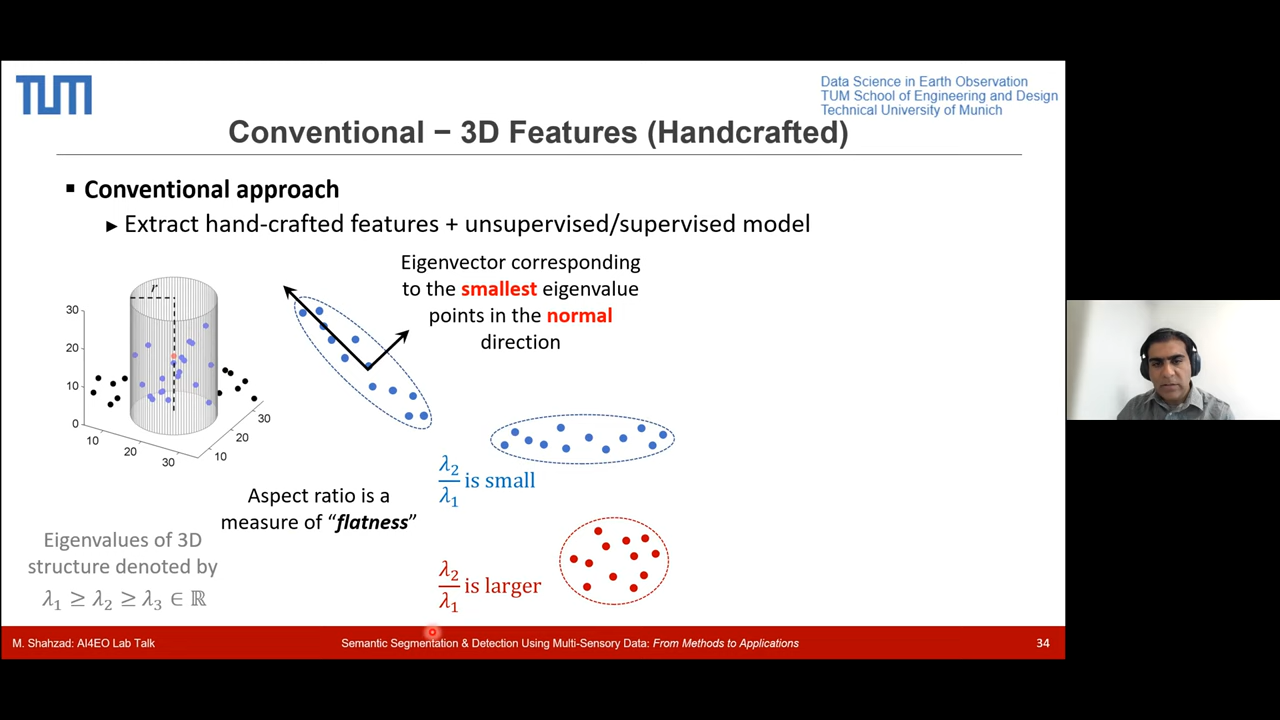 TUM
Data Science in Earth Observation
TUM School of Engineering and Design
Technical University of Munich
Conventional − 3D Features (Handcrafted)
▪ Conventional approach
► Extract hand-crafted features + unsupervised/supervised model
Eigenvector corresponding
to the smallest eigenvalue
points in the normal
direction
r
30
20
10
0
10
20
30
10
20
30
λ2/λ1 is small
Aspect ratio is a
measure of “flatness”
Eigenvalues of 3D
structure denoted by
λ1 ≥ λ2 ≥ λ3 ∈ ℝ
λ2/λ1 is larger
M. Shahzad: AI4EO Lab Talk
Semantic Segmentation & Detection Using Multi-Sensory Data: From Methods to Applications
34